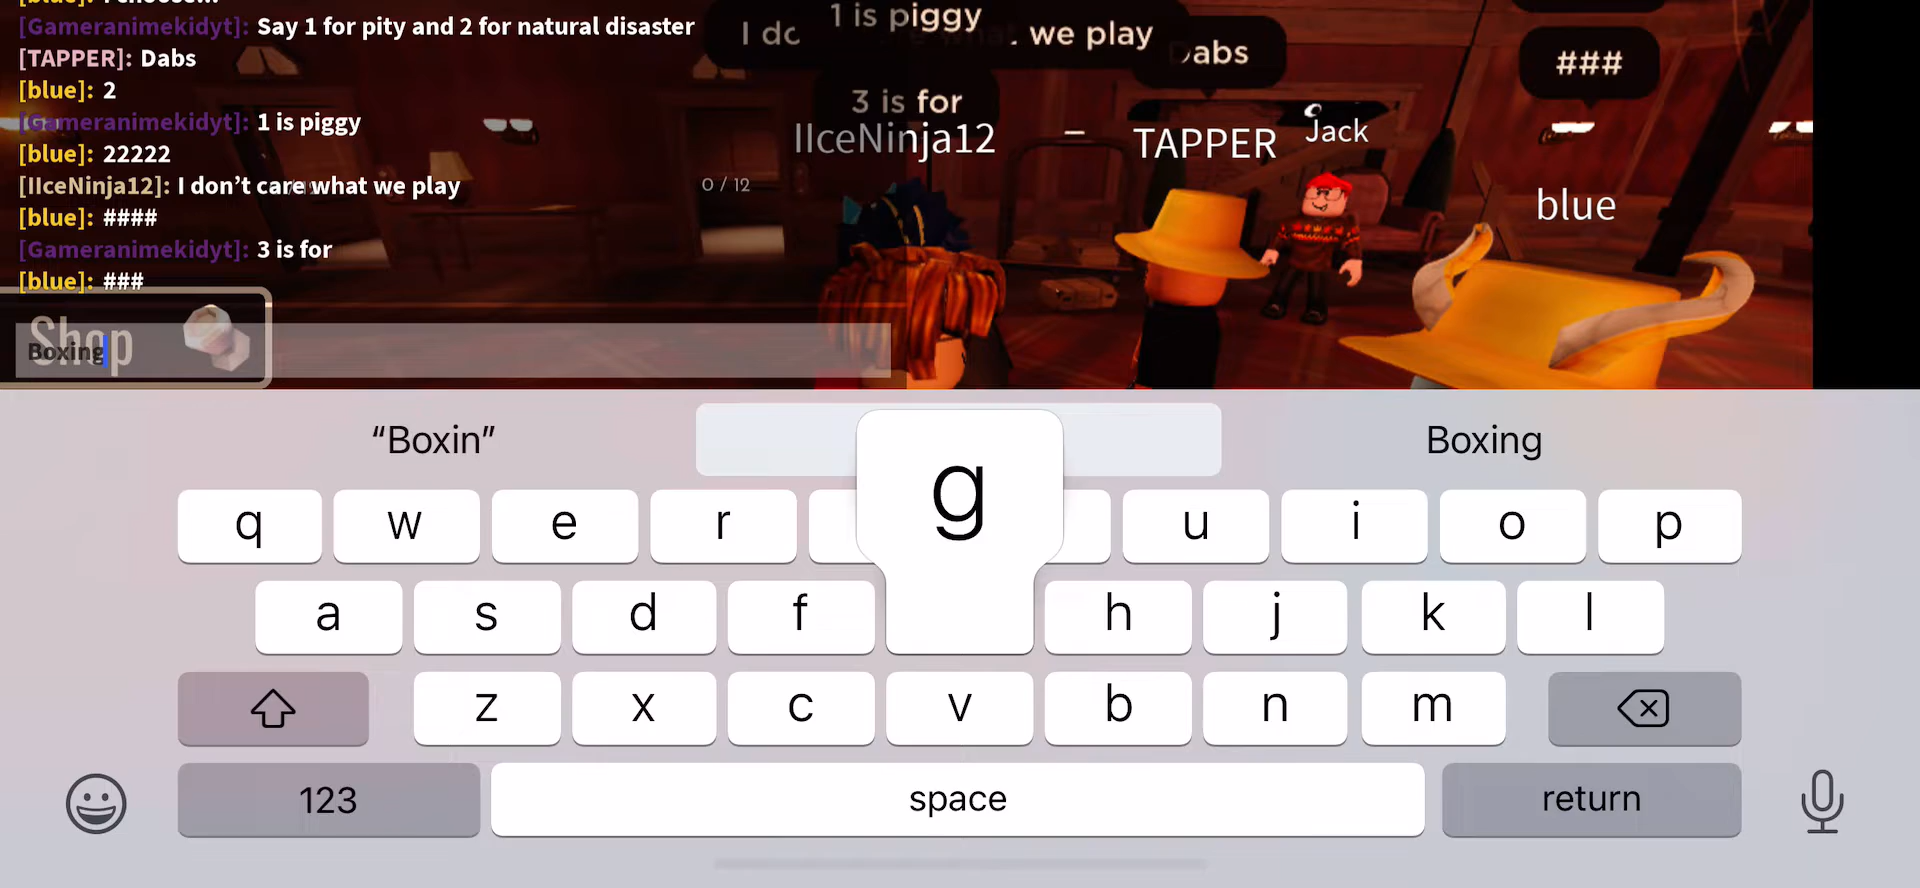 [Gameranimekidyt]: Say 1 for pity and 2 for natural disaster
[TAPPER]: Dabs
[blue]: 2
[Gameranimekidyt]: 1 is piggy
[blue]: 22222
[IIceNinja12]: I don’t care what we play
[blue]: ####
[Gameranimekidyt]: 3 is for
[blue]: ###
Shop
Boxing
0 / 12
1 is piggy
I dc
we play
Dabs
###
3 is for
IIceNinja12
–
TAPPER
Jack
blue
“Boxin”
Boxing
g
q w e r u i o p
a s d f h j k l
z x c v b n m
123 space return